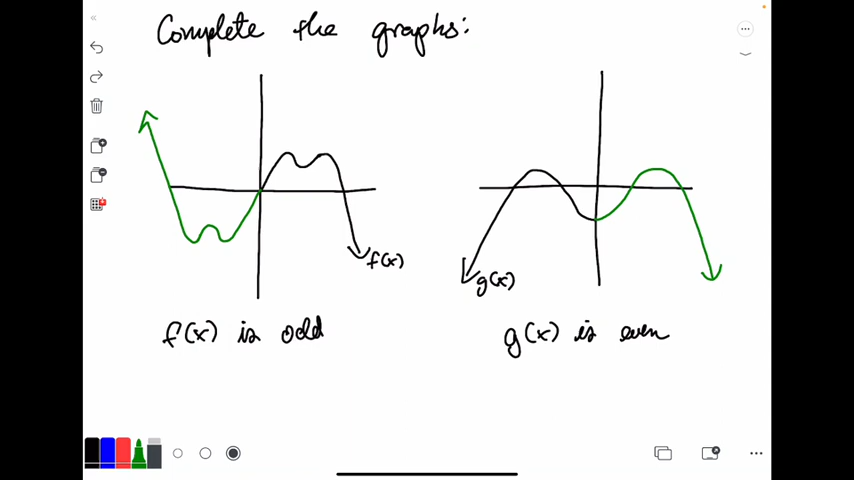 Complete the graphs:
f(x)
g(x)
f(x) is odd
g(x) is even